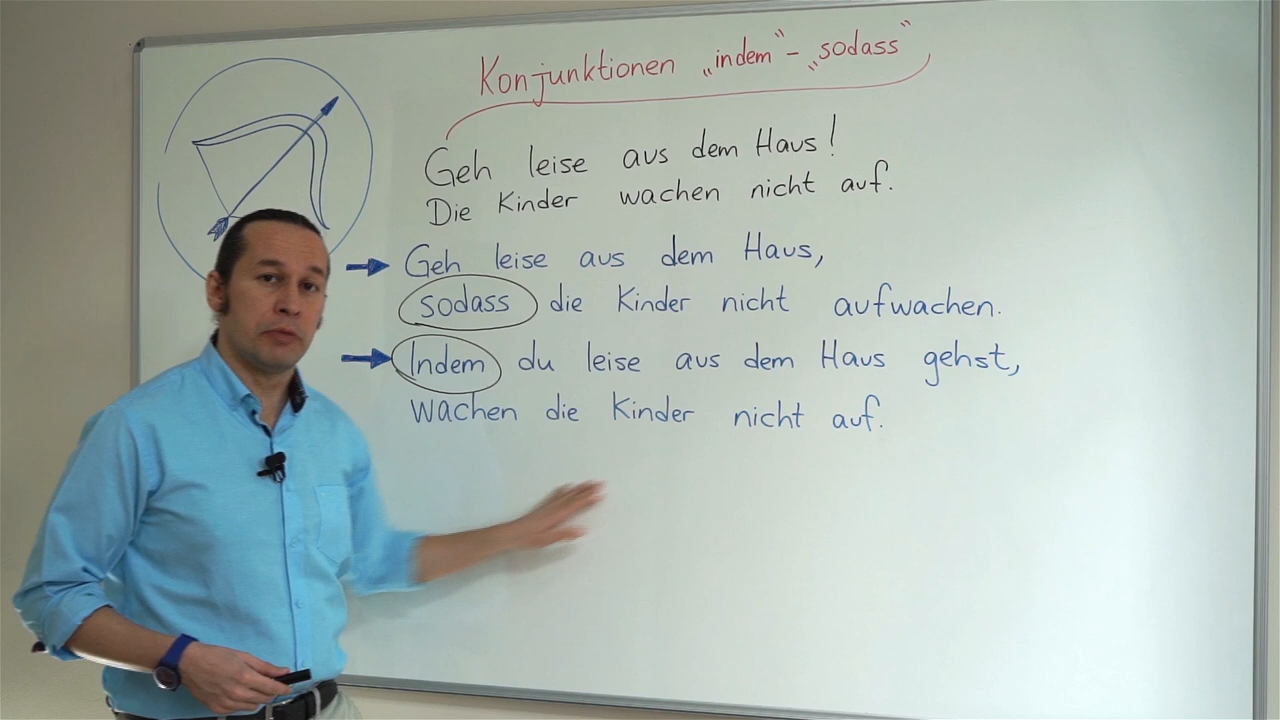 Konjunktionen „indem“ - „sodass“
Geh leise aus dem Haus!
Die Kinder wachen nicht auf.
Geh leise aus dem Haus,
sodass die Kinder nicht aufwachen.
Indem du leise aus dem Haus gehst,
wachen die Kinder nicht auf.